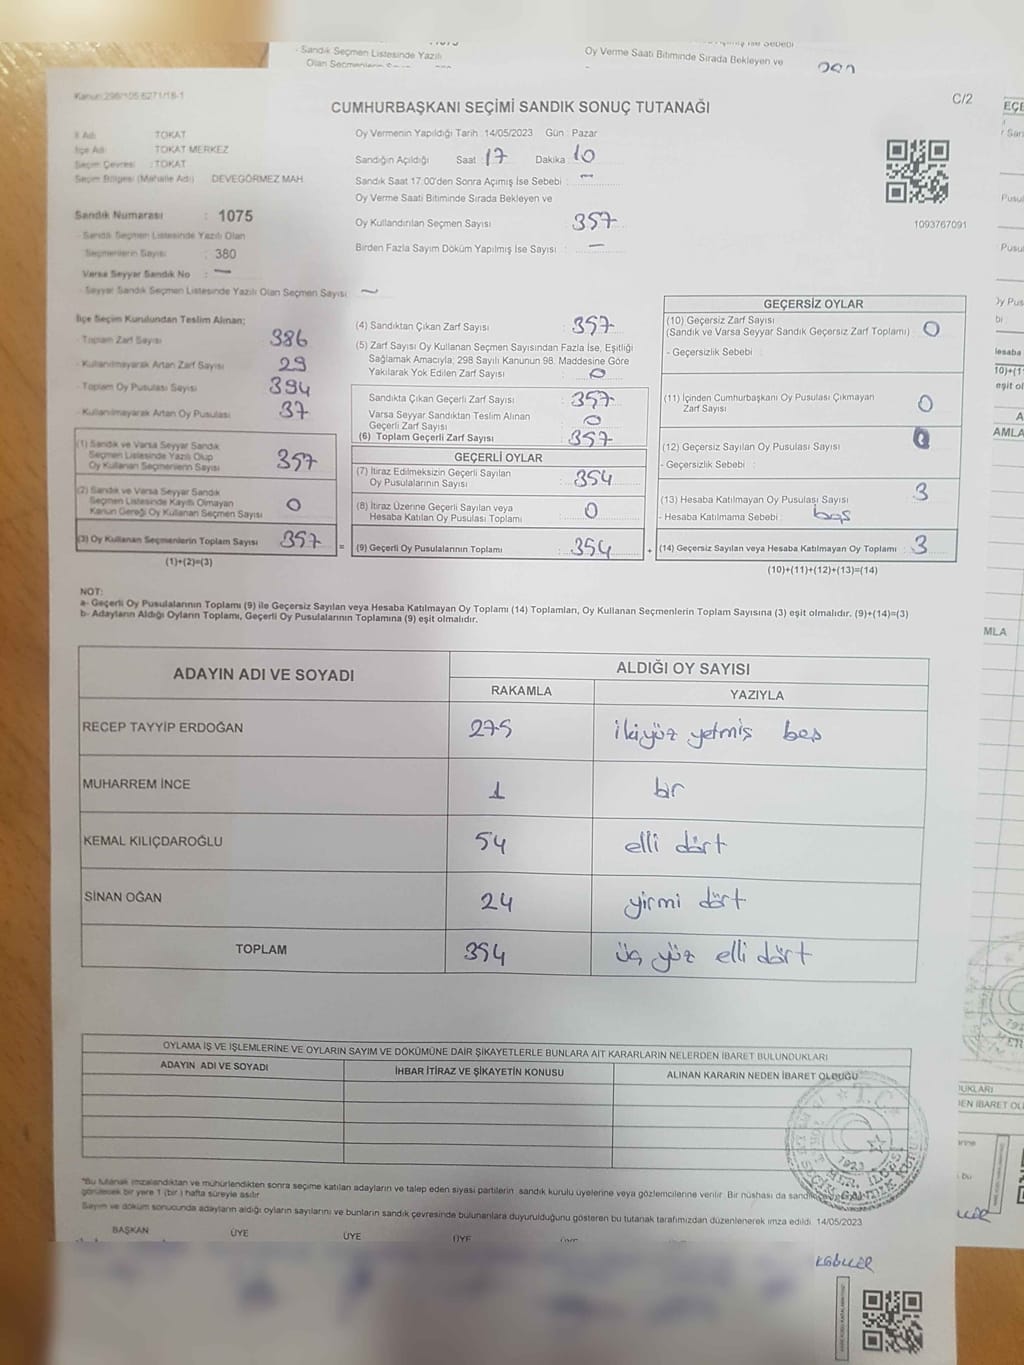 - Sandık Seçmen Listesinde Yazılı
Oy Verme Saati Bitiminde Sırada Bekleyen ve
Kanun:298/105,6271/18-1
C/2
CUMHURBAŞKANI SEÇİMİ SANDIK SONUÇ TUTANAĞI
İl Adı : TOKAT
İlçe Adı : TOKAT MERKEZ
Seçim Çevresi : TOKAT
Seçim Bölgesi (Mahalle Adı) DEVEGÖRMEZ MAH.
Sandık Numarası : 1075
- Sandık Seçmen Listesinde Yazılı Olan
Seçmenlerin Sayısı : 380
Varsa Seyyar Sandık No : —
- Seyyar Sandık Seçmen Listesinde Yazılı Olan Seçmen Sayısı : —
Oy Vermenin Yapıldığı Tarih :14/05/2023 Gün : Pazar
Sandığın Açıldığı Saat : 17 Dakika : 10
Sandık Saat 17:00'den Sonra Açımış İse Sebebi : —
Oy Verme Saati Bitiminde Sırada Bekleyen ve
Oy Kullandırılan Seçmen Sayısı : 357
Birden Fazla Sayım Döküm Yapılmış İse Sayısı : —
1093767091
İlçe Seçim Kurulundan Teslim Alınan;
- Toplam Zarf Sayısı : 386
- Kullanılmayarak Artan Zarf Sayısı : 29
- Toplam Oy Pusulası Sayısı : 394
- Kullanılmayarak Artan Oy Pusulası : 37
(1) Sandık ve Varsa Seyyar Sandık
Seçmen Listesinde Yazılı Olup
Oy Kullanan Seçmenlerin Sayısı : 357
(2) Sandık ve Varsa Seyyar Sandık
Seçmen Listesinde Kayıtlı Olmayan
Kanun Gereği Oy Kullanan Seçmen Sayısı : 0
(3) Oy Kullanan Seçmenlerin Toplam Sayısı : 357
(1)+(2)=(3)
(4) Sandıktan Çıkan Zarf Sayısı : 357
(5) Zarf Sayısı Oy Kullanan Seçmen Sayısından Fazla İse, Eşitliği
Sağlamak Amacıyla; 298 Sayılı Kanunun 98. Maddesine Göre
Yakılarak Yok Edilen Zarf Sayısı : 0
Sandıkta Çıkan Geçerli Zarf Sayısı : 357
Varsa Seyyar Sandıktan Teslim Alınan
Geçerli Zarf Sayısı : 0
(6) Toplam Geçerli Zarf Sayısı : 357
GEÇERLİ OYLAR
(7) İtiraz Edilmeksizin Geçerli Sayılan
Oy Pusulalarının Sayısı : 354
(8) İtiraz Üzerine Geçerli Sayılan veya
Hesaba Katılan Oy Pusulası Toplamı : 0
= (9) Geçerli Oy Pusulalarının Toplamı : 354
GEÇERSİZ OYLAR
(10) Geçersiz Zarf Sayısı
(Sandık ve Varsa Seyyar Sandık Geçersiz Zarf Toplamı) : 0
- Geçersizlik Sebebi :
(11) İçinden Cumhurbaşkanı Oy Pusulası Çıkmayan
Zarf Sayısı : 0
(12) Geçersiz Sayılan Oy Pusulası Sayısı :
- Geçersizlik Sebebi :
(13) Hesaba Katılmayan Oy Pusulası Sayısı : 3
- Hesaba Katılmama Sebebi : boş
+ (14) Geçersiz Sayılan veya Hesaba Katılmayan Oy Toplamı : 3
(10)+(11)+(12)+(13)=(14)
NOT:
a- Geçerli Oy Pusulalarının Toplamı (9) ile Geçersiz Sayılan veya Hesaba Katılmayan Oy Toplamı (14) Toplamları, Oy Kullanan Seçmenlerin Toplam Sayısına (3) eşit olmalıdır. (9)+(14)=(3)
b- Adayların Aldığı Oyların Toplamı, Geçerli Oy Pusulalarının Toplamına (9) eşit olmalıdır.
ADAYIN ADI VE SOYADI
ALDIĞI OY SAYISI
RAKAMLA YAZIYLA
RECEP TAYYİP ERDOĞAN 275 ikiyüz yetmiş beş
MUHARREM İNCE 1 bir
KEMAL KILIÇDAROĞLU 54 elli dört
SİNAN OĞAN 24 yirmi dört
TOPLAM 354 üç yüz elli dört
OYLAMA İŞ VE İŞLEMLERİNE VE OYLARIN SAYIM VE DÖKÜMÜNE DAİR ŞİKAYETLERLE BUNLARA AİT KARARLARIN NELERDEN İBARET BULUNDUKLARI
ADAYIN ADI VE SOYADI İHBAR İTİRAZ VE ŞİKAYETİN KONUSU ALINAN KARARIN NEDEN İBARET OLDUĞU
T.C.
1923
"Bu tutanak imzalandıktan ve mühürlendikten sonra seçime katılan adayların ve talep eden siyasi partilerin sandık kurulu üyelerine veya gözlemcilerine verilir. Bir nüshası da
görülecek bir yere 1 (bir ) hafta süreyle asılır.
Sayım ve döküm sonucunda adayların aldığı oyların sayılarını ve bunların sandık çevresinde bulunanlara duyurulduğunu gösteren bu tutanak tarafımızdan düzenlenerek imza edildi. 14/05/2023
BAŞKAN ÜYE ÜYE ÜYE